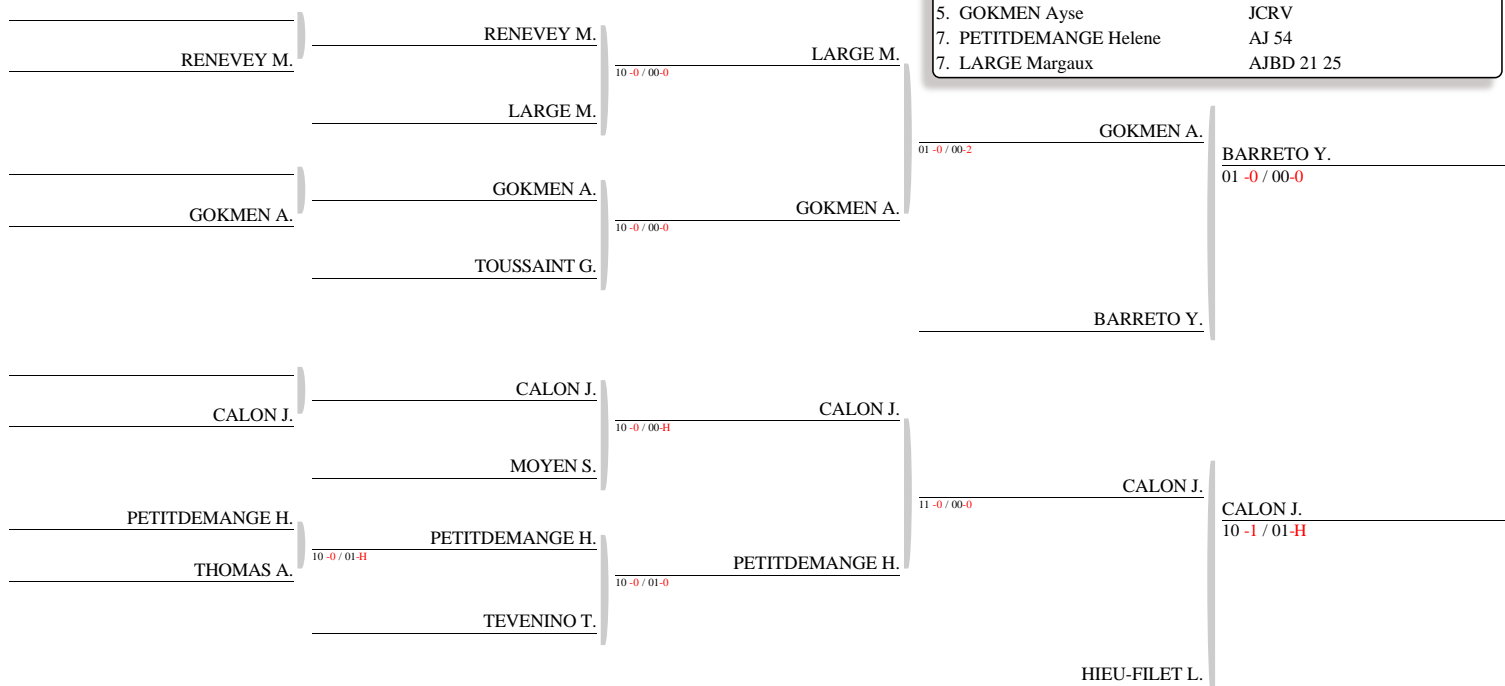 5. GOKMEN Ayse JCRV
7. PETITDEMANGE Helene AJ 54
7. LARGE Margaux AJBD 21 25
RENEVEY M.
RENEVEY M.
LARGE M.
10 -0 / 00-0
LARGE M.
GOKMEN A.
01 -0 / 00-2
BARRETO Y.
01 -0 / 00-0
GOKMEN A.
GOKMEN A.
GOKMEN A.
10 -0 / 00-0
TOUSSAINT G.
BARRETO Y.
CALON J.
CALON J.
CALON J.
10 -0 / 00-H
MOYEN S.
CALON J.
11 -0 / 00-0
CALON J.
10 -1 / 01-H
PETITDEMANGE H.
PETITDEMANGE H.
10 -0 / 01-H
THOMAS A.
PETITDEMANGE H.
10 -0 / 01-0
TEVENINO T.
HIEU-FILET L.